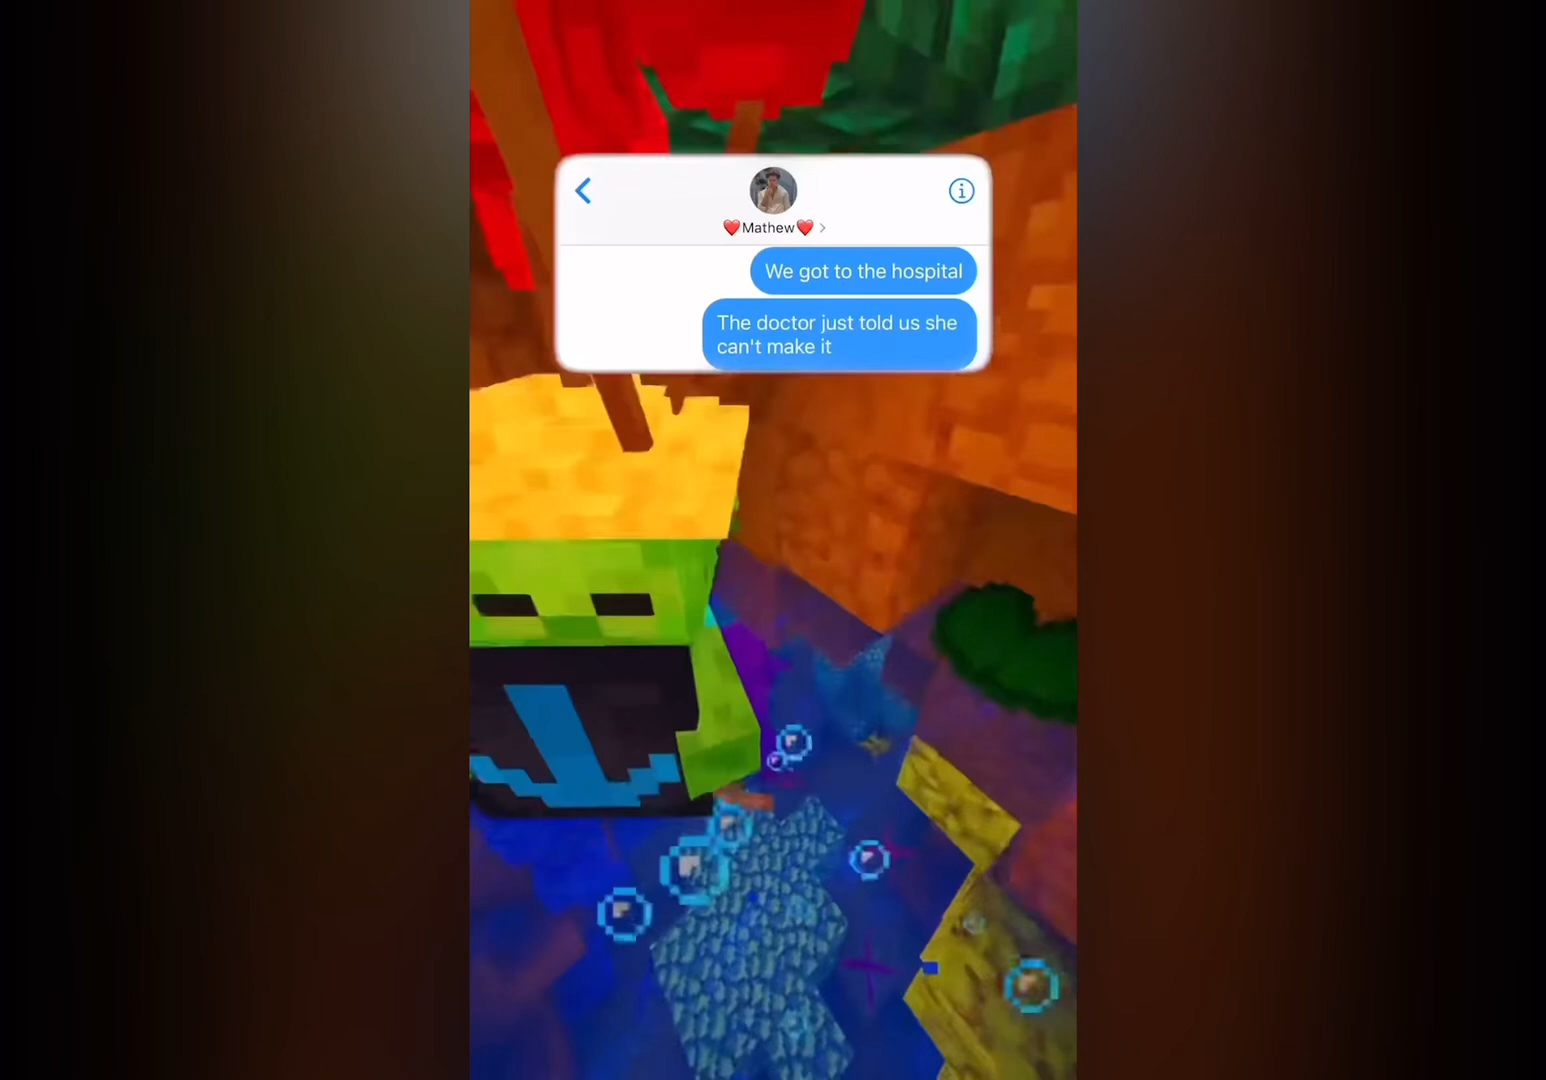 ❤️Mathew❤️
We got to the hospital
The doctor just told us she
can't make it